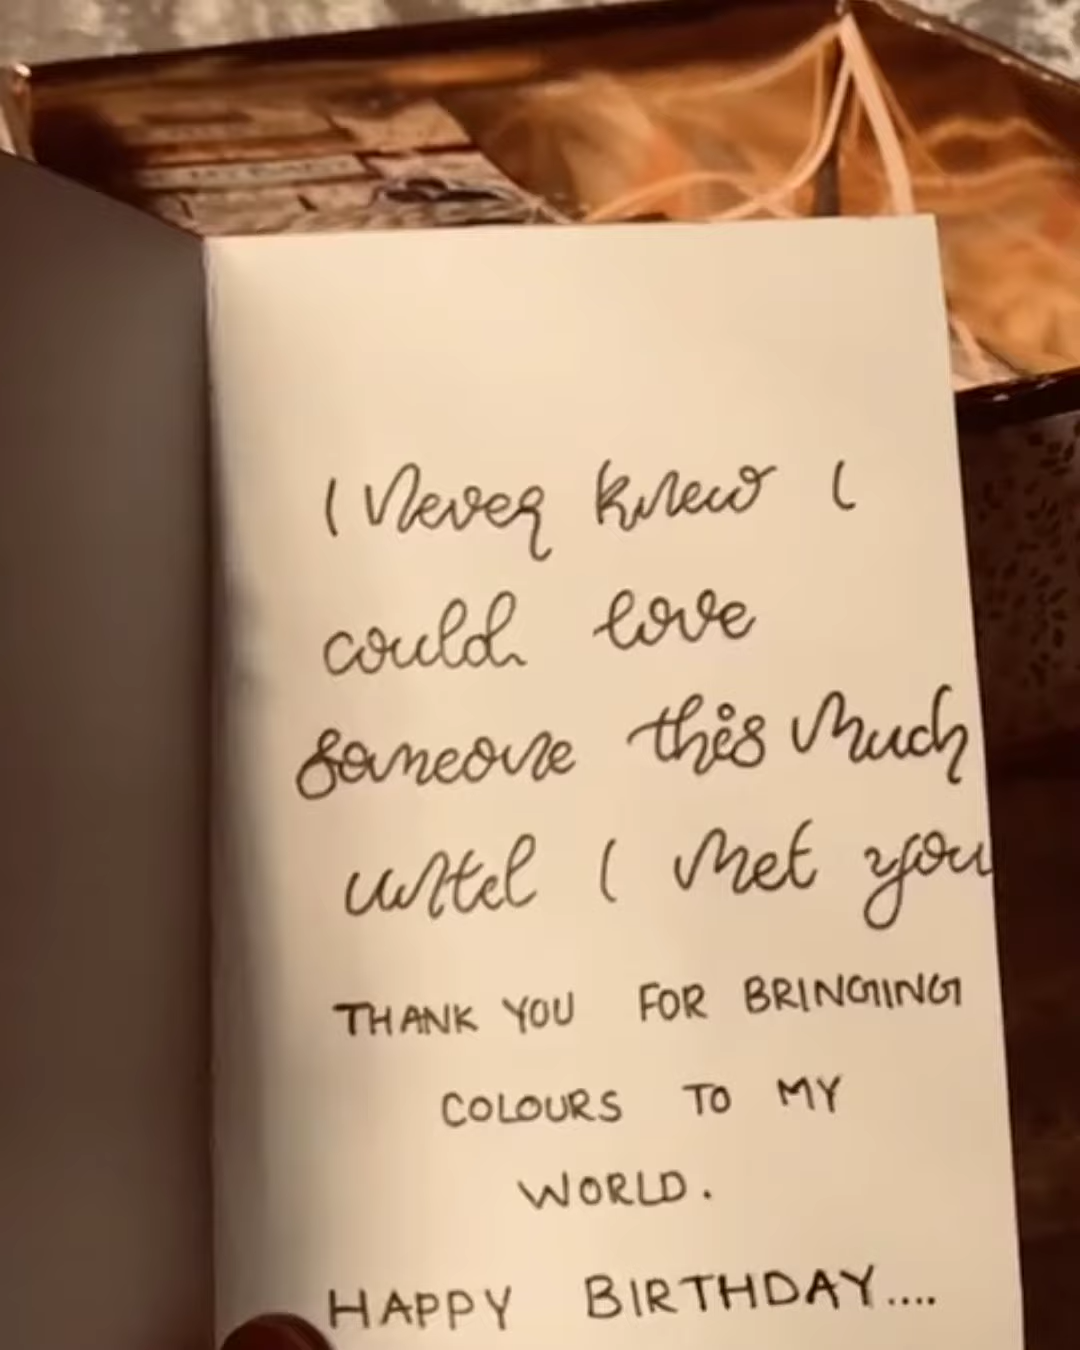 I Never knew I
could love
someone this Much
until I Met you
THANK YOU FOR BRINGING
COLOURS TO MY
WORLD.
HAPPY BIRTHDAY....